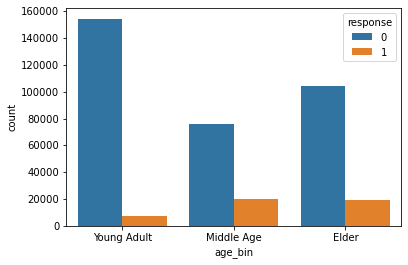 response
0
1
160000
140000
120000
100000
80000
60000
40000
20000
0
count
Young Adult
Middle Age
Elder
age_bin